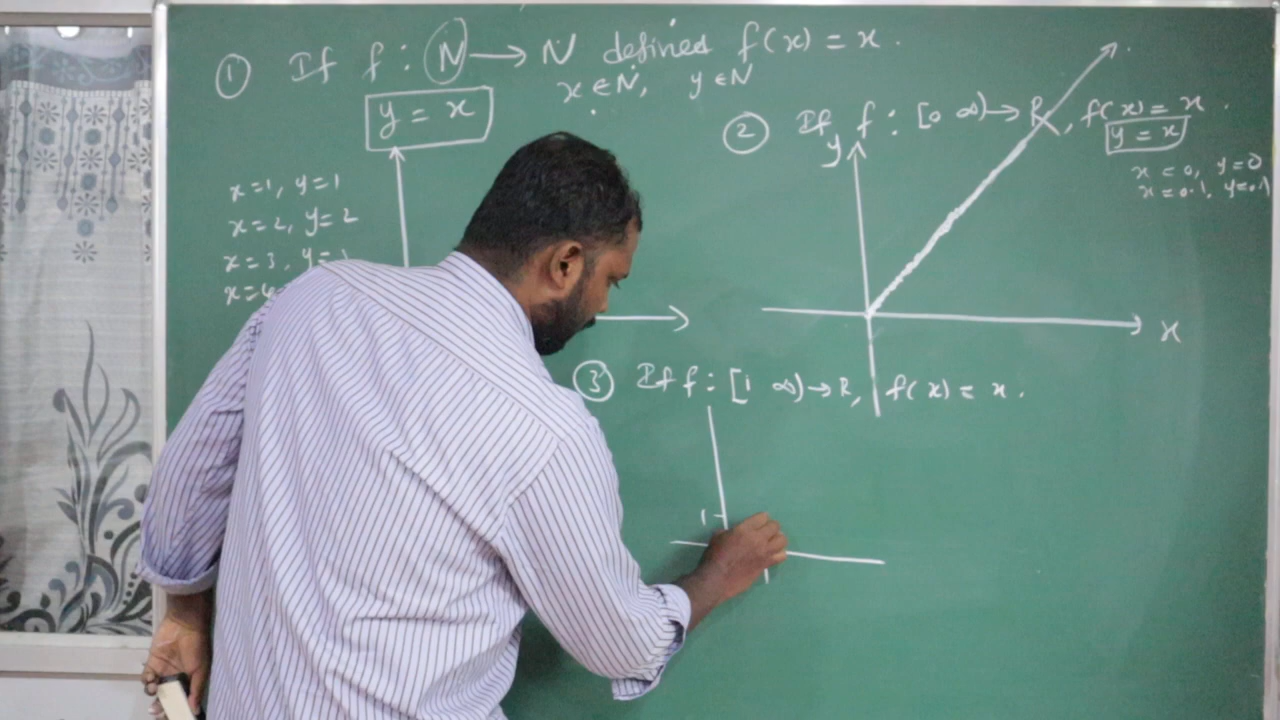 ① If f : N → N defined f(x) = x .
x ∈ N, y ∈ N
y = x
x=1, y=1
x=2, y=2
x=3, y=
x=
② If f : [0 ∞) → R, f(x) = x .
y = x
x = 0, y=0
x=0.1, y=0.1
y
x
③ If f : [1 ∞) → R, f(x) = x .
1